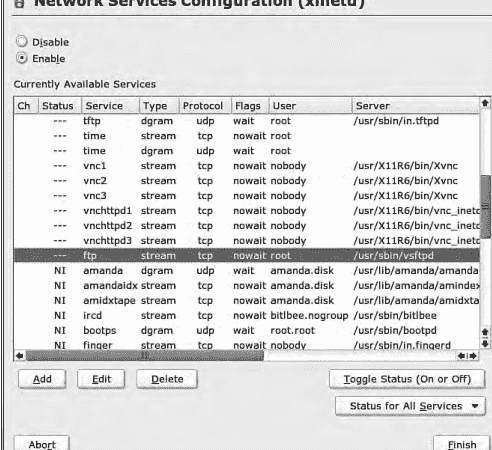 Network Services Configuration (xinetd)
Disable
Enable
Currently Available Services
Ch Status Service Type Protocol Flags User Server
--- tftp dgram udp wait root /usr/sbin/in.tftpd
--- time stream tcp nowait root
--- time dgram udp wait root
--- vnc1 stream tcp nowait nobody /usr/X11R6/bin/Xvnc
--- vnc2 stream tcp nowait nobody /usr/X11R6/bin/Xvnc
--- vnc3 stream tcp nowait nobody /usr/X11R6/bin/Xvnc
--- vnchttpd1 stream tcp nowait nobody /usr/X11R6/bin/vnc_inetd
--- vnchttpd2 stream tcp nowait nobody /usr/X11R6/bin/vnc_inetd
--- vnchttpd3 stream tcp nowait nobody /usr/X11R6/bin/vnc_inetd
--- ftp stream tcp nowait root /usr/sbin/vsftpd
NI amanda dgram udp wait amanda.disk /usr/lib/amanda/amanda
NI amandaidx stream tcp nowait amanda.disk /usr/lib/amanda/amindex
NI amidxtape stream tcp nowait amanda.disk /usr/lib/amanda/amidxta
NI ircd stream tcp nowait bitlbee.nogroup /usr/sbin/bitlbee
NI bootps dgram udp wait root.root /usr/sbin/bootpd
NI finger stream tcp nowait nobody /usr/sbin/in.fingerd
Add Edit Delete Toggle Status (On or Off)
Status for All Services
Abort Finish